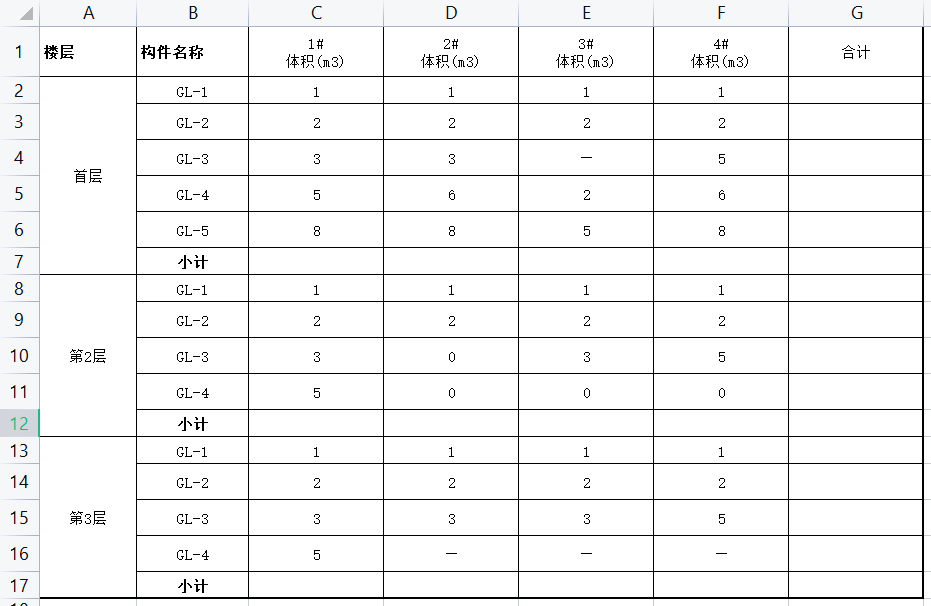 A B C D E F G
1 楼层 构件名称 1# 2# 3# 4# 合计
体积(m3) 体积(m3) 体积(m3) 体积(m3)
2 GL-1 1 1 1 1
3 GL-2 2 2 2 2
4 GL-3 3 3 — 5
首层
5 GL-4 5 6 2 6
6 GL-5 8 8 5 8
7 小计
8 GL-1 1 1 1 1
9 GL-2 2 2 2 2
10 第2层 GL-3 3 0 3 5
11 GL-4 5 0 0 0
12 小计
13 GL-1 1 1 1 1
14 GL-2 2 2 2 2
15 第3层 GL-3 3 3 3 5
16 GL-4 5 — — —
17 小计